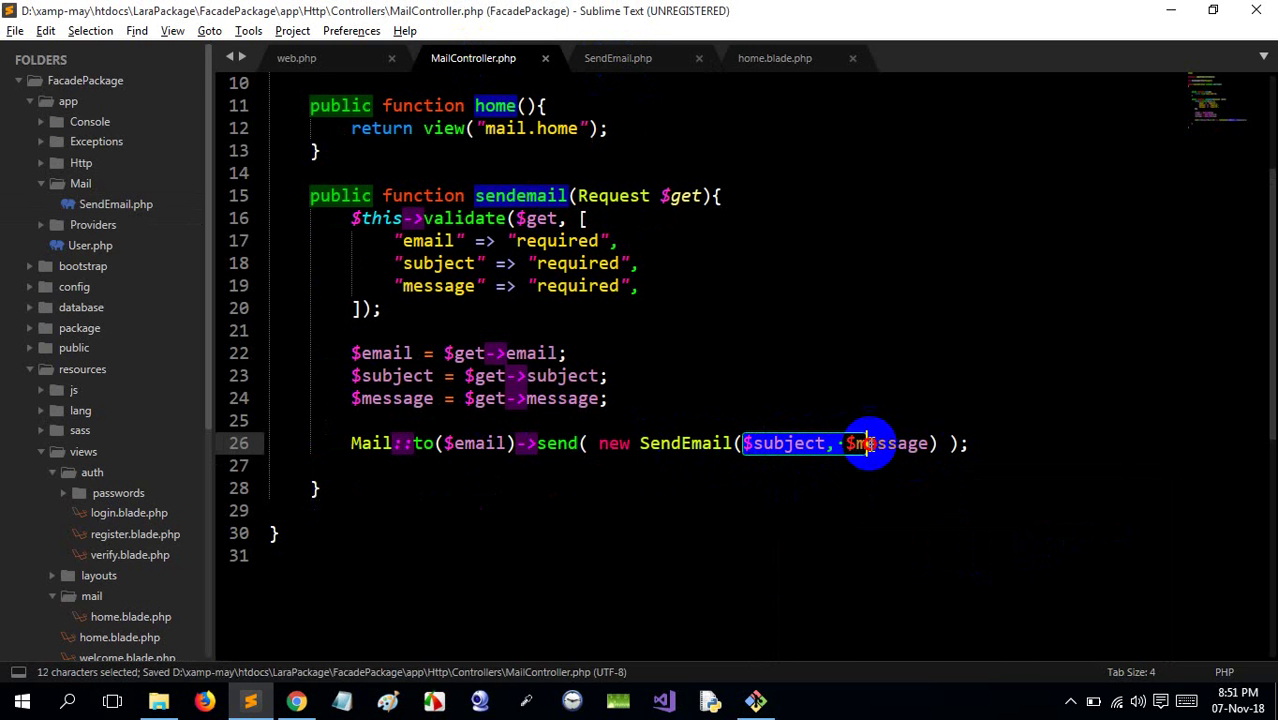 D:\xamp-may\htdocs\LaraPackage\FacadePackage\app\Http\Controllers\MailController.php (FacadePackage) - Sublime Text (UNREGISTERED)
File Edit Selection Find View Goto Tools Project Preferences Help
FOLDERS
FacadePackage
app
Console
Exceptions
Http
Mail
SendEmail.php
Providers
User.php
bootstrap
config
database
package
public
resources
js
lang
sass
views
auth
passwords
login.blade.php
register.blade.php
verify.blade.php
layouts
mail
home.blade.php
home.blade.php
welcome.blade.php
web.php MailController.php SendEmail.php home.blade.php
10
11 public function home(){
12 return view("mail.home");
13 }
14
15 public function sendemail(Request $get){
16 $this->validate($get, [
17 "email" => "required",
18 "subject" => "required",
19 "message" => "required",
20 ]);
21
22 $email = $get->email;
23 $subject = $get->subject;
24 $message = $get->message;
25
26 Mail::to($email)->send( new SendEmail($subject, $message) );
27
28 }
29
30 }
31
12 characters selected; Saved D:\xamp-may\htdocs\LaraPackage\FacadePackage\app\Http\Controllers\MailController.php (UTF-8) Tab Size: 4 PHP
8:51 PM
07-Nov-18